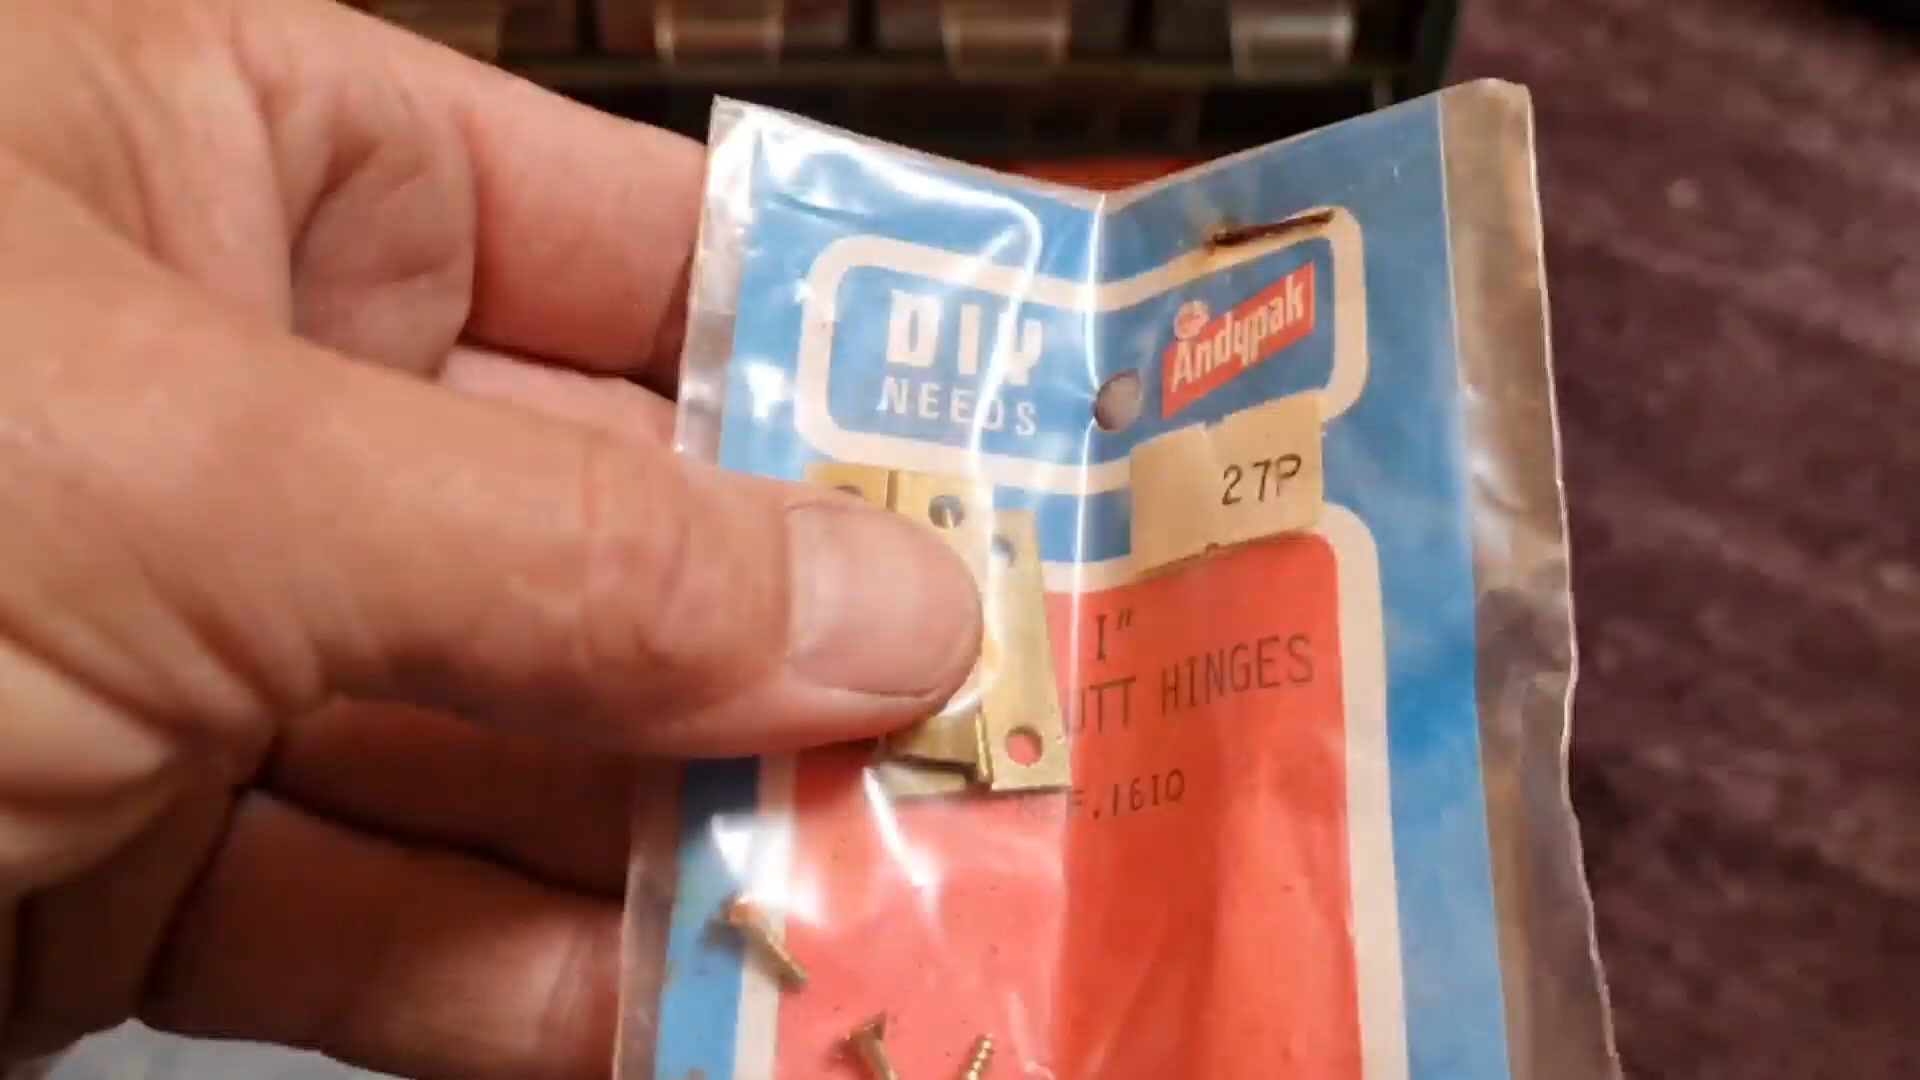 DIY
NEEDS
Andypak
27P
1"
UTT HINGES
F.1610